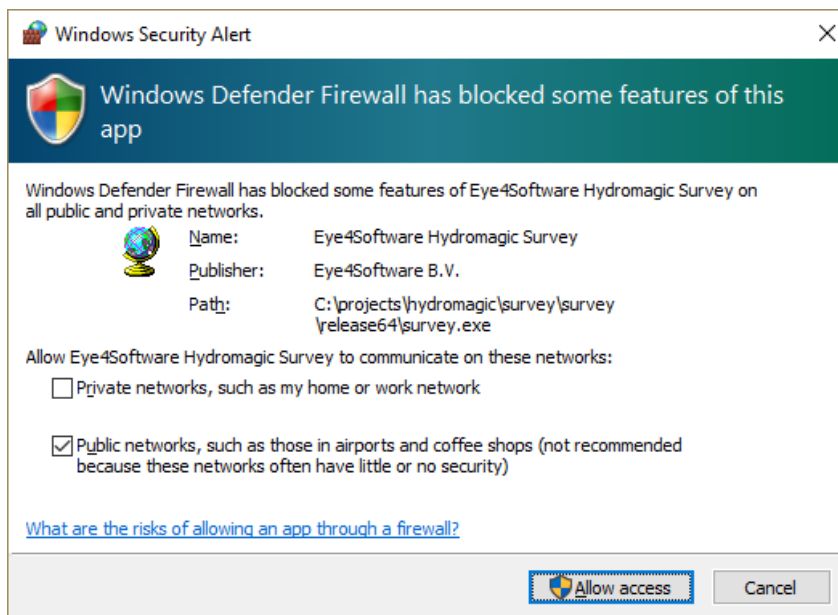 Windows Security Alert
Windows Defender Firewall has blocked some features of this
app
Windows Defender Firewall has blocked some features of Eye4Software Hydromagic Survey on
all public and private networks.
Name: Eye4Software Hydromagic Survey
Publisher: Eye4Software B.V.
Path: C:\projects\hydromagic\survey\survey
\release64\survey.exe
Allow Eye4Software Hydromagic Survey to communicate on these networks:
Private networks, such as my home or work network
Public networks, such as those in airports and coffee shops (not recommended
because these networks often have little or no security)
What are the risks of allowing an app through a firewall?
Allow access Cancel